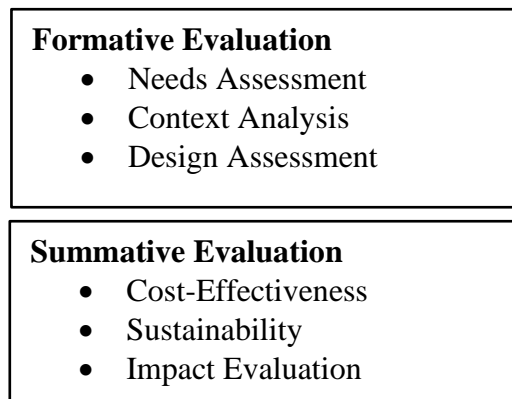 Formative Evaluation
• Needs Assessment
• Context Analysis
• Design Assessment
Summative Evaluation
• Cost-Effectiveness
• Sustainability
• Impact Evaluation